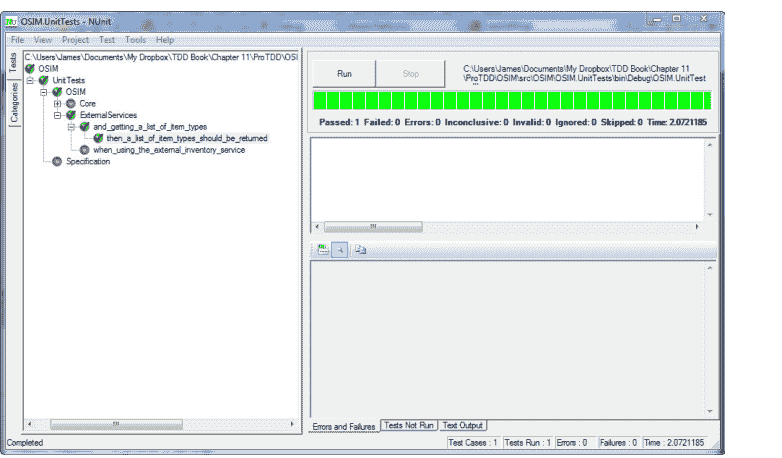 OSIM.UnitTests - NUnit
File View Project Test Tools Help
Tests
Categories
C:\Users\James\Documents\My Dropbox\TDD Book\Chapter 11\ProTDD\OSI
OSIM
UnitTests
OSIM
Core
ExternalServices
and_getting_a_list_of_item_types
then_a_list_of_item_types_should_be_returned
when_using_the_external_inventory_service
Specification
Run
Stop
C:\Users\James\Documents\My Dropbox\TDD Book\Chapter 11
\ProTDD\OSIM\src\OSIM\OSIM.UnitTests\bin\Debug\OSIM.UnitTest
Passed: 1 Failed: 0 Errors: 0 Inconclusive: 0 Invalid: 0 Ignored: 0 Skipped: 0 Time: 2.0721185
Errors and Failures Tests Not Run Text Output
Completed
Test Cases : 1 Tests Run : 1 Errors : 0 Failures : 0 Time : 2.0721185